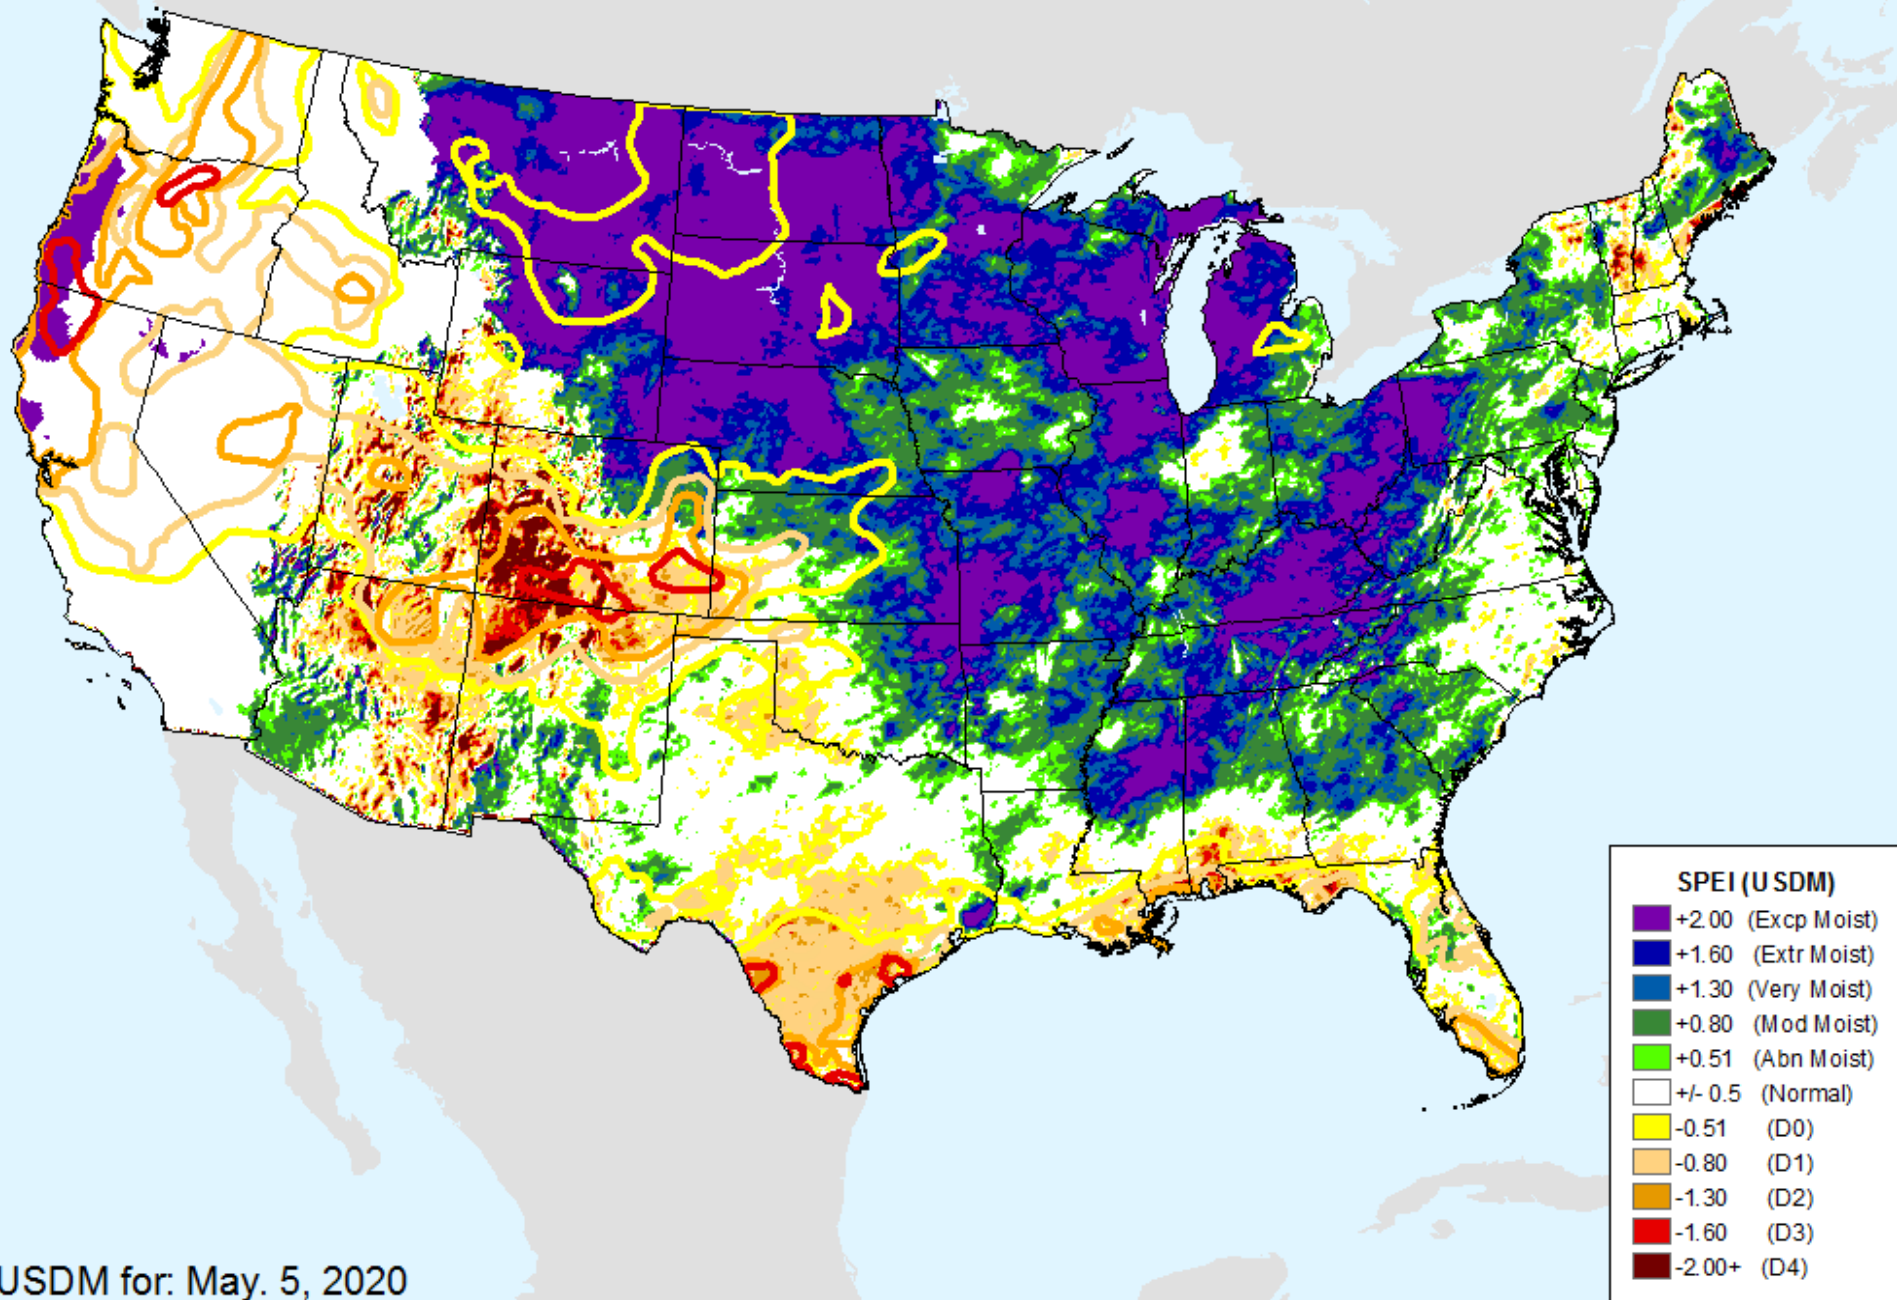 SPEI (USDM)
+2.00 (Excp Moist)
+1.60 (Extr Moist)
+1.30 (Very Moist)
+0.80 (Mod Moist)
+0.51 (Abn Moist)
+/- 0.5 (Normal)
-0.51 (D0)
-0.80 (D1)
-1.30 (D2)
-1.60 (D3)
-2.00+ (D4)
USDM for: May. 5, 2020